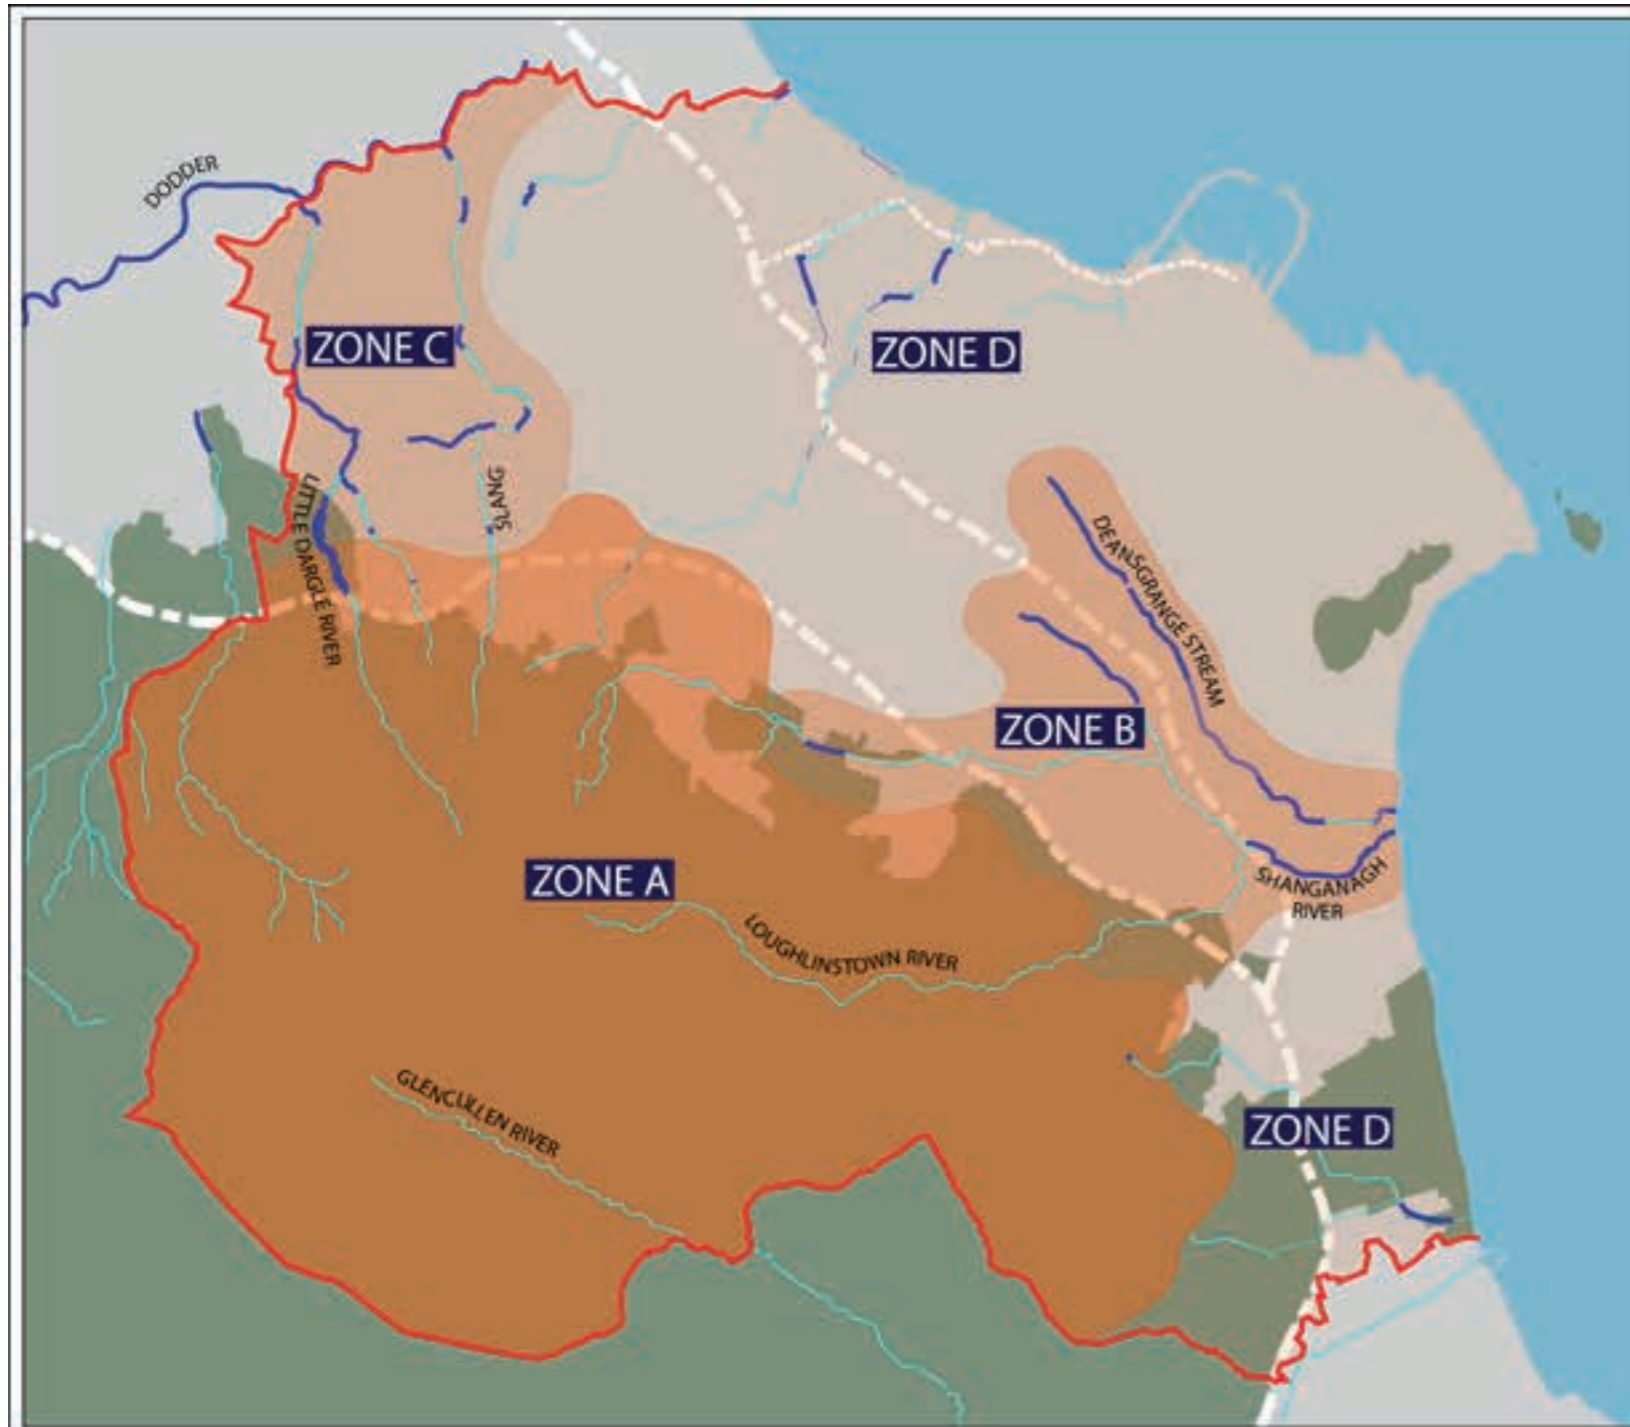 DODDER
ZONE C
ZONE D
LITTLE DARGLE RIVER
SLANG
DEANSGRANGE STREAM
ZONE B
ZONE A
SHANGANAGH
RIVER
LOUGHLINSTOWN RIVER
GLENCULLEN RIVER
ZONE D